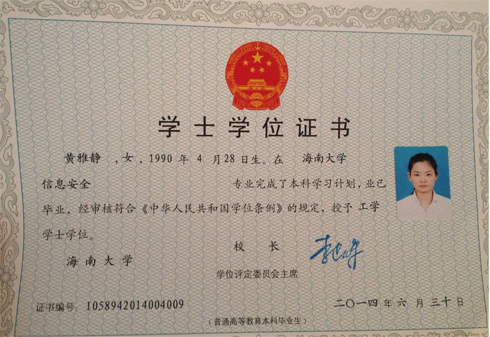 学士学位证书
黄雅静 ,女,1990 年 4 月28日生。在 海南大学
信息安全 专业完成了本科学习计划,业已
毕业,经审核符合《中华人民共和国学位条例》的规定,授予 工学
学士学位。
校 长
海南大学
学位评定委员会主席
证书编号: 1058942014004009 二〇一四年 六 月 三十日
(普通高等教育本科毕业生)